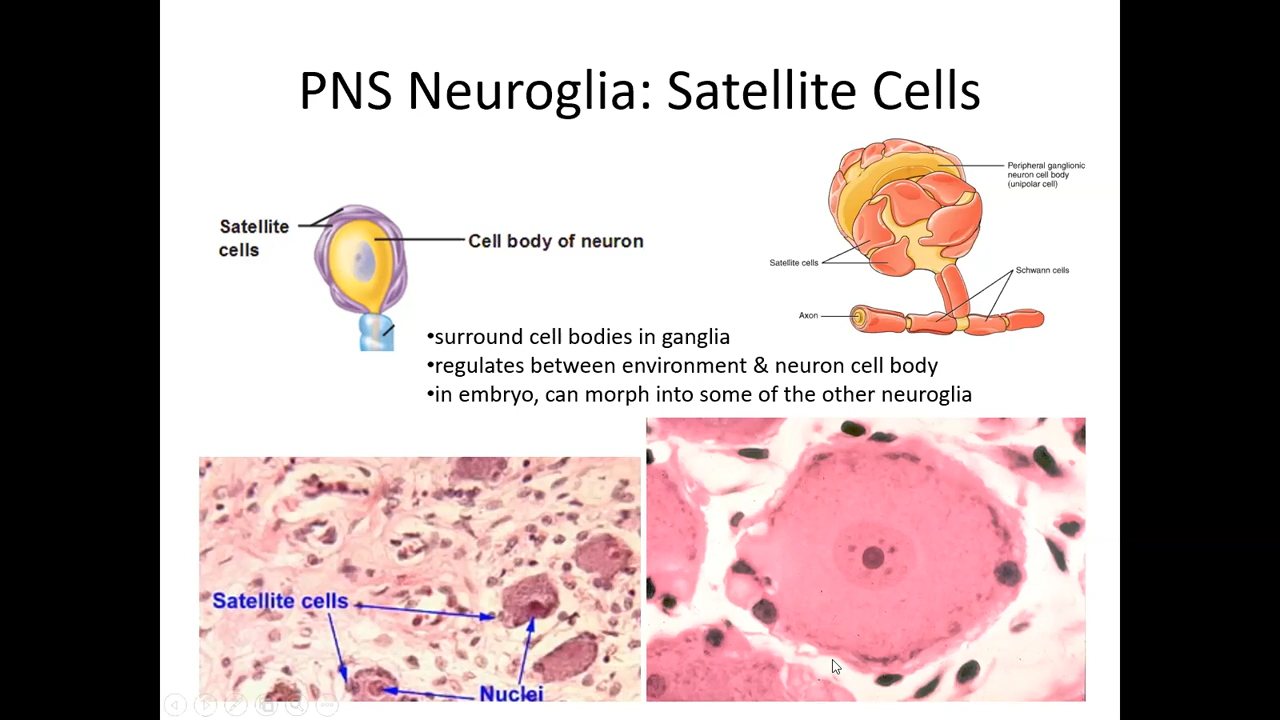 PNS Neuroglia: Satellite Cells
Satellite
cells
Cell body of neuron
Peripheral ganglionic
neuron cell body
(unipolar cell)
Satellite cells
Schwann cells
Axon
•surround cell bodies in ganglia
•regulates between environment & neuron cell body
•in embryo, can morph into some of the other neuroglia
Satellite cells
Nuclei